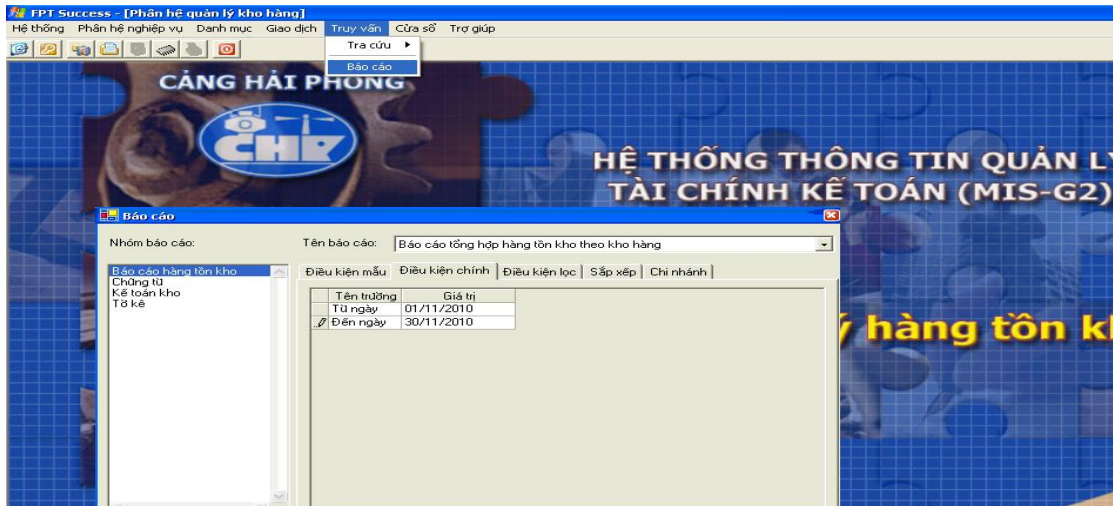 FPT Success - [Phân hệ quản lý kho hàng]
Hệ thống Phân hệ nghiệp vụ Danh mục Giao dịch Truy vấn Cửa sổ Trợ giúp
Tra cứu
Báo cáo
CẢNG HẢI PHÒNG
CHP
HỆ THỐNG THÔNG TIN QUẢN LÝ
TÀI CHÍNH KẾ TOÁN (MIS-G2)
Báo cáo
Nhóm báo cáo: Tên báo cáo: Báo cáo tổng hợp hàng tồn kho theo kho hàng
Báo cáo hàng tồn kho
Chứng từ
Kế toán kho
Tờ kê
Điều kiện mẫu Điều kiện chính Điều kiện lọc Sắp xếp Chi nhánh
Tên trường Giá trị
Từ ngày 01/11/2010
Đến ngày 30/11/2010
ý hàng tồn k